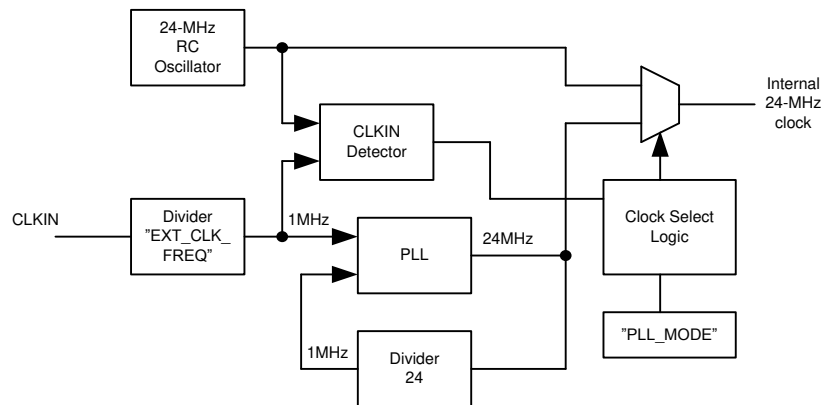 24-MHz
RC
Oscillator
Internal
24-MHz
clock
CLKIN
Detector
CLKIN
Divider
"EXT_CLK_
FREQ"
1MHz
PLL
24MHz
Clock Select
Logic
1MHz
Divider
24
"PLL_MODE"